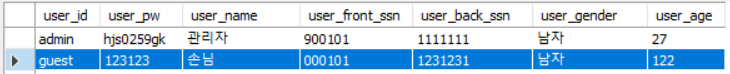 user_id user_pw user_name user_front_ssn user_back_ssn user_gender user_age
admin hjs0259gk 관리자 900101 1111111 남자 27
guest 123123 손님 000101 1231231 남자 122